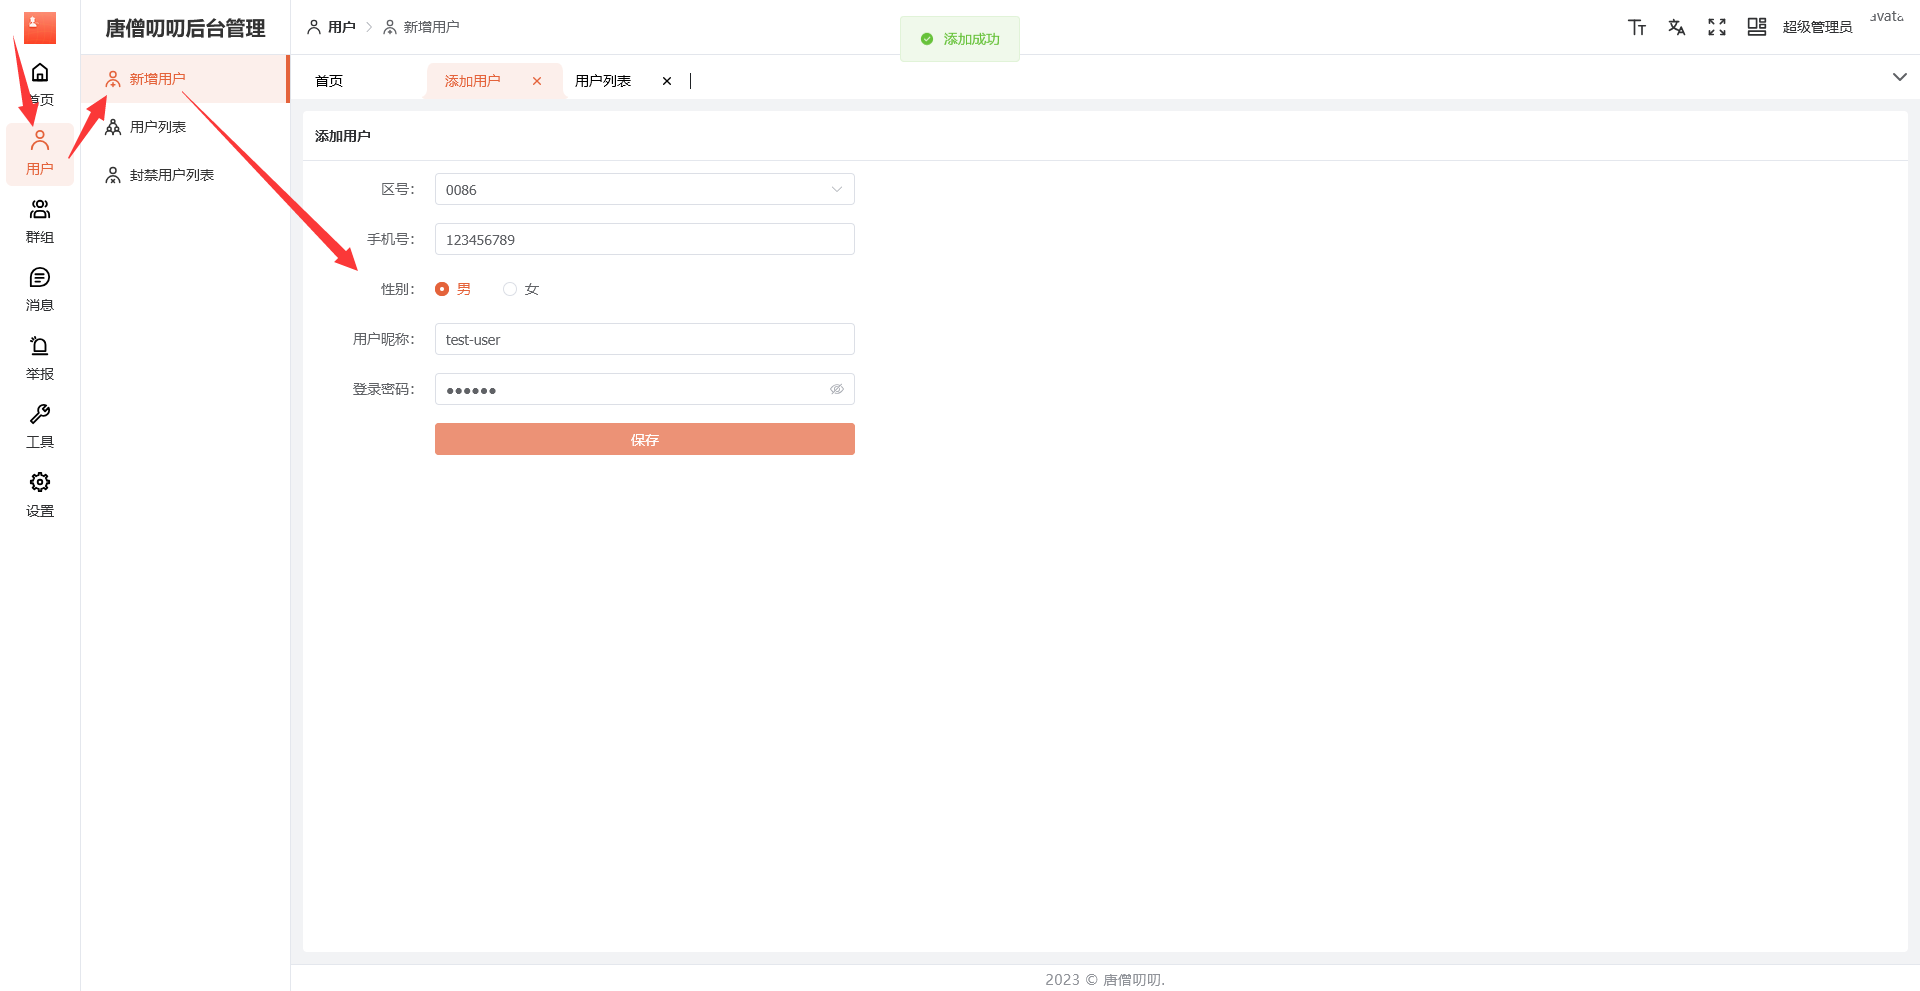 唐僧叨叨后台管理
首页
用户
群组
消息
举报
工具
设置
新增用户
用户列表
封禁用户列表
用户 > 新增用户
添加成功
超级管理员
avata
首页
添加用户 ×
用户列表 ×
添加用户
区号: 0086
手机号: 123456789
性别: 男 女
用户昵称: test-user
登录密码: ●●●●●●
保存
2023 © 唐僧叨叨.